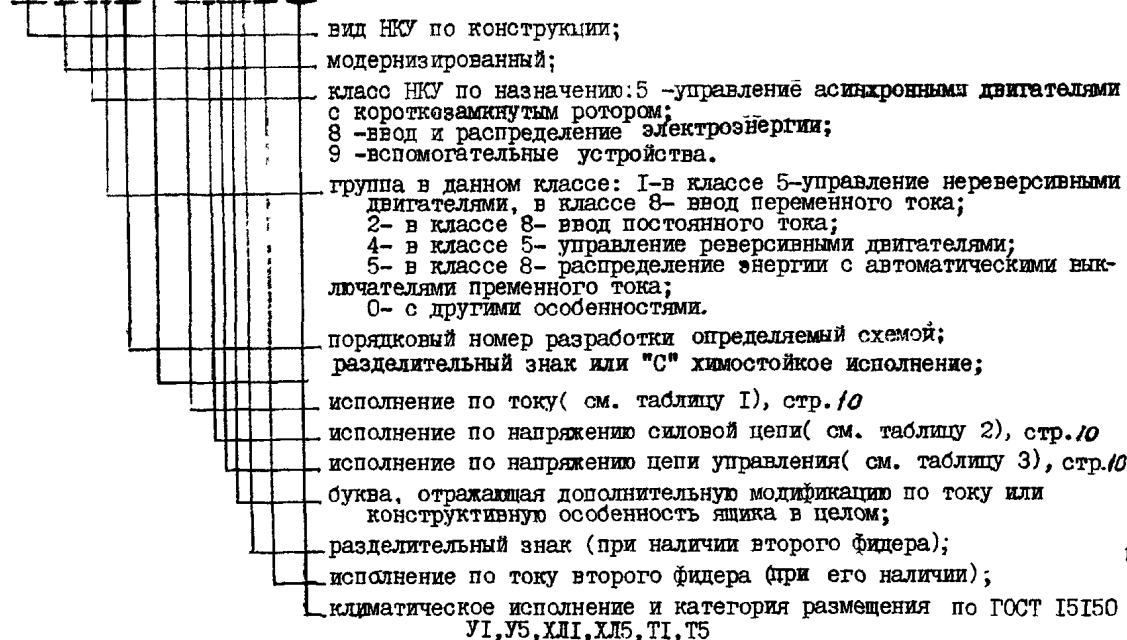 вид НКУ по конструкции;
модернизированный;
класс НКУ по назначению:5 -управление асинхронными двигателями
с короткозамкнутым ротором;
8 -ввод и распределение электроэнергии;
9 -вспомогательные устройства.
группа в данном классе: I-в классе 5-управление нереверсивными
двигателями, в классе 8- ввод переменного тока;
2- в классе 8- ввод постоянного тока;
4- в классе 5- управление реверсивными двигателями;
5- в классе 8- распределение энергии с автоматическими вык-
лючателями пременного тока;
0- с другими особенностями.
порядковый номер разработки определяемый схемой;
разделительный знак или "С" химостойкое исполнение;
исполнение по току( см. таблицу I), стр.10
исполнение по напряжению силовой цепи( см. таблицу 2), стр.10
исполнение по напряжению цепи управления( см. таблицу 3), стр.10
буква, отражающая дополнительную модификацию по току или
конструктивную особенность ящика в целом;
разделительный знак (при наличии второго фидера);
исполнение по току второго фидера (при его наличии);
климатическое исполнение и категория размещения по ГОСТ I5I50
УI,У5,ХЛI,ХЛ5,ТI,Т5